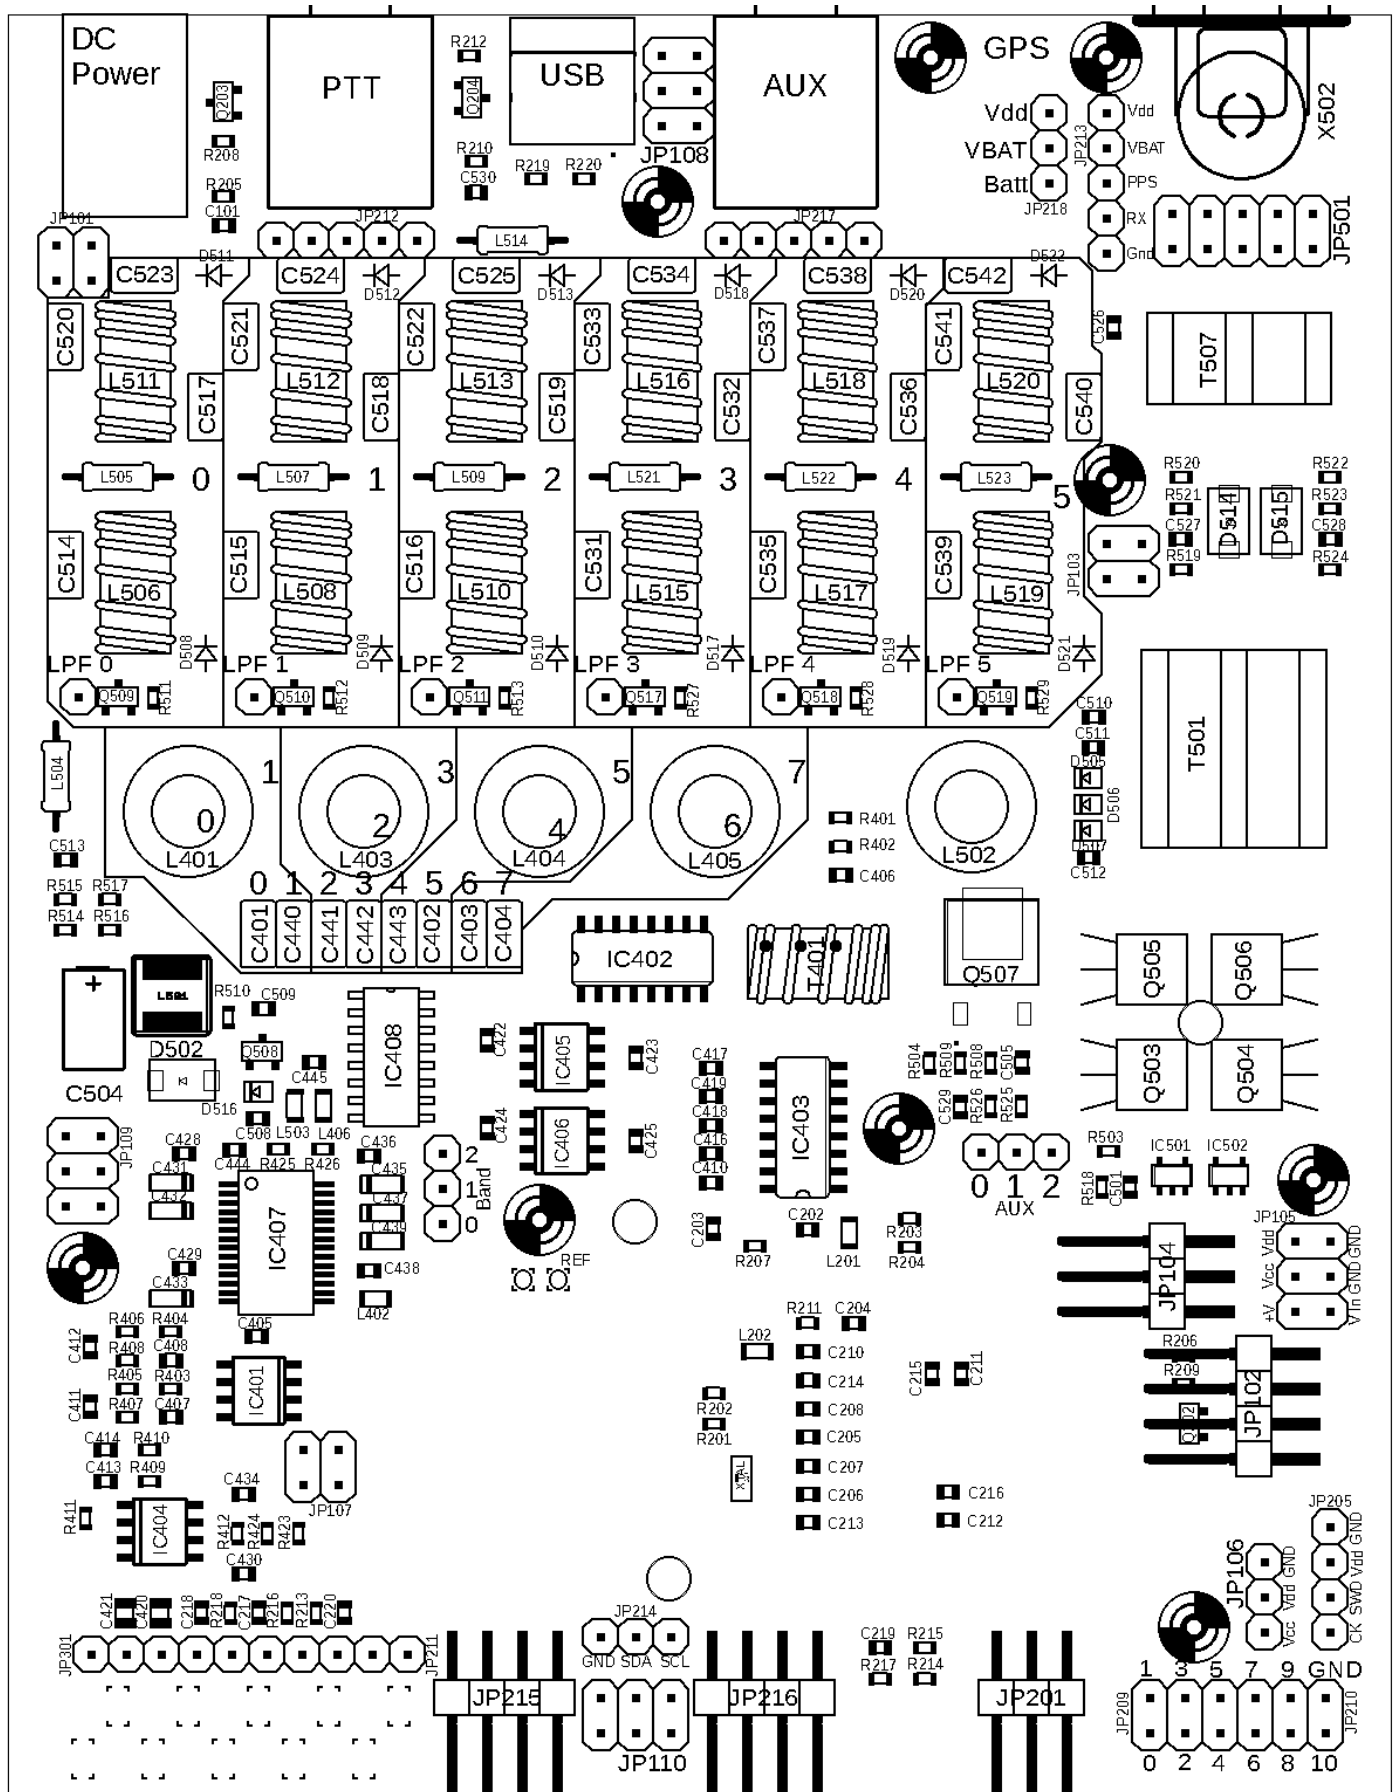 DC
Power
PTT
R212
Q204
USB
AUX
GPS
X502
Q203
R208
R205
C101
R210
C530
R219
R220
JP108
Vdd
VBAT
Batt
JP218
JP213
Vdd
VBAT
PPS
RX
Gnd
JP501
JP101
JP212
L514
JP217
C523
D511
C524
D512
C525
D513
C534
D518
C538
D520
C542
D522
C520
C521
C522
C533
C537
C541
C526
T507
L511
L512
L513
L516
L518
L520
C517
C518
C519
C532
C536
C540
L505
0
L507
1
L509
2
L521
3
L522
4
L523
5
R520
R522
R521
R523
C527
C528
R519
R524
D514
D515
JP103
C514
C515
C516
C531
C535
C539
L506
L508
L510
L515
L517
L519
D508
D509
D510
D517
D519
D521
LPF 0
LPF 1
LPF 2
LPF 3
LPF 4
LPF 5
Q509
R511
Q510
R512
Q511
R513
Q517
R527
Q518
R528
Q519
R529
C510
C511
D505
D506
D507
C512
T501
L504
1
3
5
7
0
2
4
6
L401
L403
L404
L405
L502
R401
R402
C406
C513
R515
R517
R514
R516
0
1
2
3
4
5
6
7
C401
C440
C441
C442
C443
C402
C403
C404
IC402
T401
Q507
Q505
Q506
Q503
Q504
+
C504
L501
D502
R510
C509
Q508
C445
D516
C508
L503
L406
IC408
C422
IC405
C423
C424
IC406
C425
C417
C419
C418
C416
C410
IC403
R504
R509
R508
C505
C529
R526
R525
JP109
C428
C444
R425
R426
C436
C431
C435
C432
C437
C439
C429
C438
C433
L402
IC407
2
1
0
Band
REF
C203
R207
C202
L201
R203
R204
0 1 2
AUX
R503
IC501
IC502
R518
C501
JP105
Vdd
GND
Vcc
GND
+V
Vin
JP104
R406
R404
C405
C412
R408
C408
R405
R403
C411
R407
C407
IC401
C414
R410
C413
R409
C434
JP107
R411
IC404
R412
R424
R423
C430
L202
R211
C204
C210
C214
C208
C205
C207
C206
C213
R202
R201
XTAL
C215
C211
C216
C212
R206
R209
Q202
JP102
JP205
GND
Vdd
SWD
CK
JP106
GND
Vdd
Vcc
C421
C420
C218
R218
C217
R216
R213
C220
JP301
JP211
JP214
GND SDA SCL
JP215
JP216
JP110
C219
R215
R217
R214
JP201
1 3 5 7 9 GND
JP209
JP210
0 2 4 6 8 10